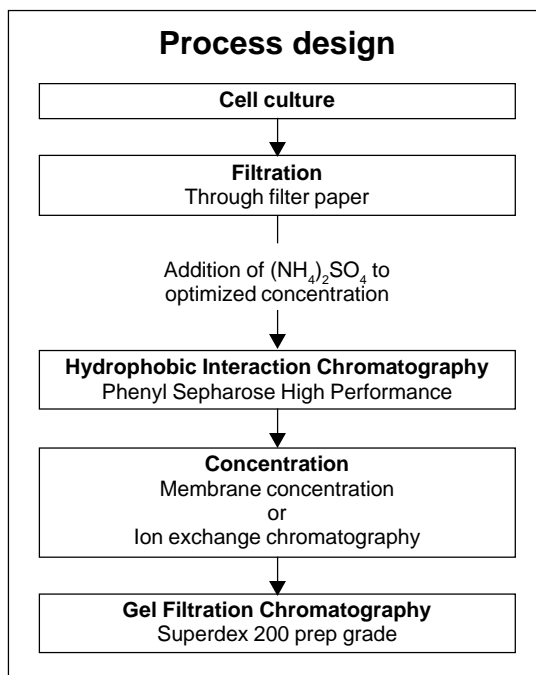 Process design
Cell culture
Filtration
Through filter paper
Addition of (NH₄)₂SO₄ to
optimized concentration
Hydrophobic Interaction Chromatography
Phenyl Sepharose High Performance
Concentration
Membrane concentration
or
Ion exchange chromatography
Gel Filtration Chromatography
Superdex 200 prep grade